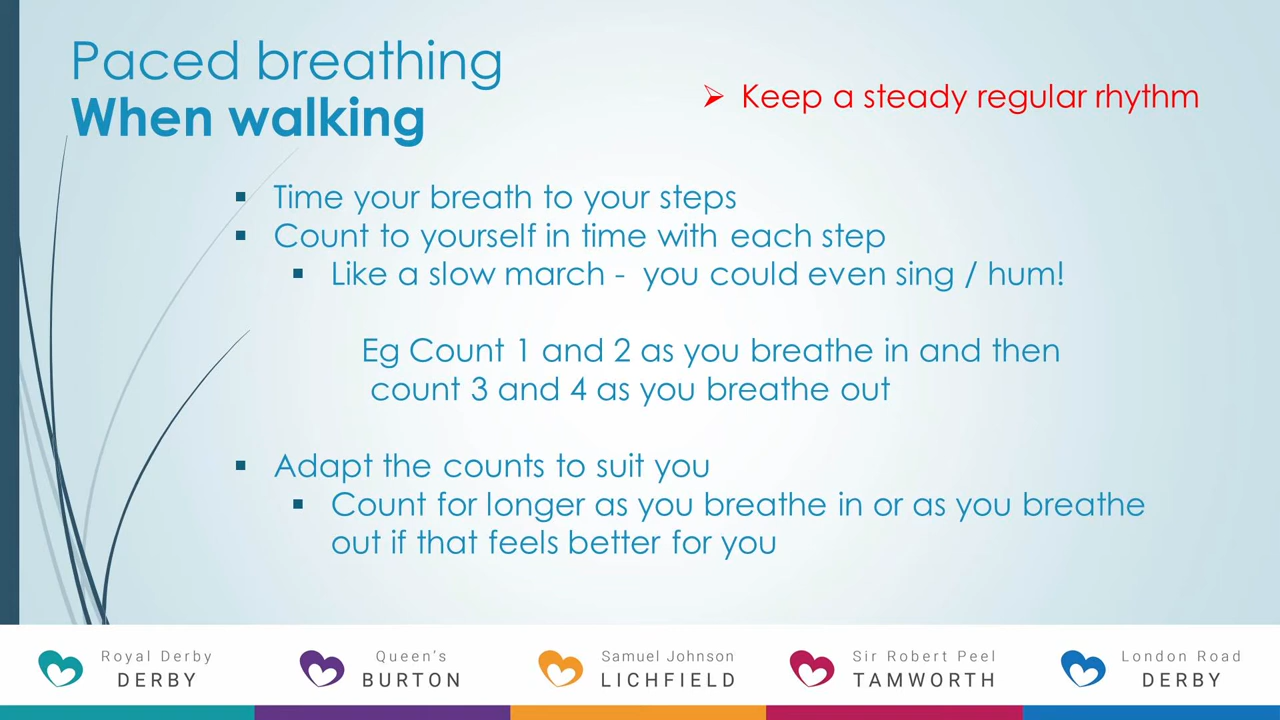 Paced breathing
When walking
➢ Keep a steady regular rhythm
▪ Time your breath to your steps
▪ Count to yourself in time with each step
▪ Like a slow march - you could even sing / hum!
Eg Count 1 and 2 as you breathe in and then
count 3 and 4 as you breathe out
▪ Adapt the counts to suit you
▪ Count for longer as you breathe in or as you breathe
out if that feels better for you
Royal Derby
DERBY
Queen's
BURTON
Samuel Johnson
LICHFIELD
Sir Robert Peel
TAMWORTH
London Road
DERBY